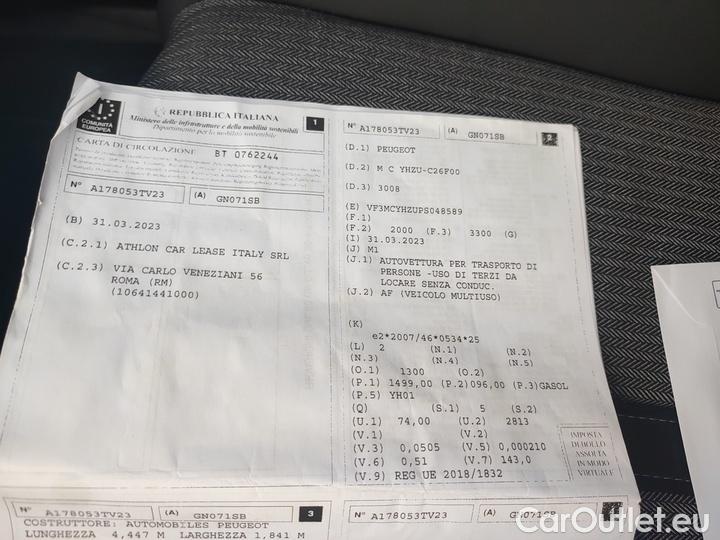 COMUNITÀ
EUROPEA
I
REPUBBLICA ITALIANA
Ministero delle infrastrutture e della mobilità sostenibili
Dipartimento per la mobilità sostenibile
1
CARTA DI CIRCOLAZIONE BT 0762244
N° A178053TV23 (A) GN071SB
(B) 31.03.2023
(C.2.1) ATHLON CAR LEASE ITALY SRL
(C.2.3) VIA CARLO VENEZIANI 56
ROMA (RM)
(10641441000)
N° A178053TV23 (A) GN071SB 2
(D.1) PEUGEOT
(D.2) M C YHZU-C26F00
(D.3) 3008
(E) VF3MCYHZUPS048589
(F.1)
(F.2) 2000 (F.3) 3300 (G)
(I) 31.03.2023
(J) M1
(J.1) AUTOVETTURA PER TRASPORTO DI
PERSONE -USO DI TERZI DA
LOCARE SENZA CONDUC.
(J.2) AF (VEICOLO MULTIUSO)
(K)
e2*2007/46*0534*25
(L) 2 (N.1) (N.2)
(N.3) (N.4) (N.5)
(O.1) 1300 (O.2)
(P.1) 1499,00 (P.2)096,00 (P.3)GASOL
(P.5) YH01
(Q) (S.1) 5 (S.2)
(U.1) 74,00 (U.2) 2813
(V.1) (V.2)
(V.3) 0,0505 (V.5) 0,000210
(V.6) 0,51 (V.7) 143,0
(V.9) REG UE 2018/1832
IMPOSTA
DI BOLLO
ASSOLTA
IN MODO
VIRTUALE
N° A178053TV23 (A) GN071SB 3
COSTRUTTORE: AUTOMOBILES PEUGEOT
LUNGHEZZA 4,447 M LARGHEZZA 1,841 M
N° A178053TV23 (A) GN071SB 4
CarOutlet.eu